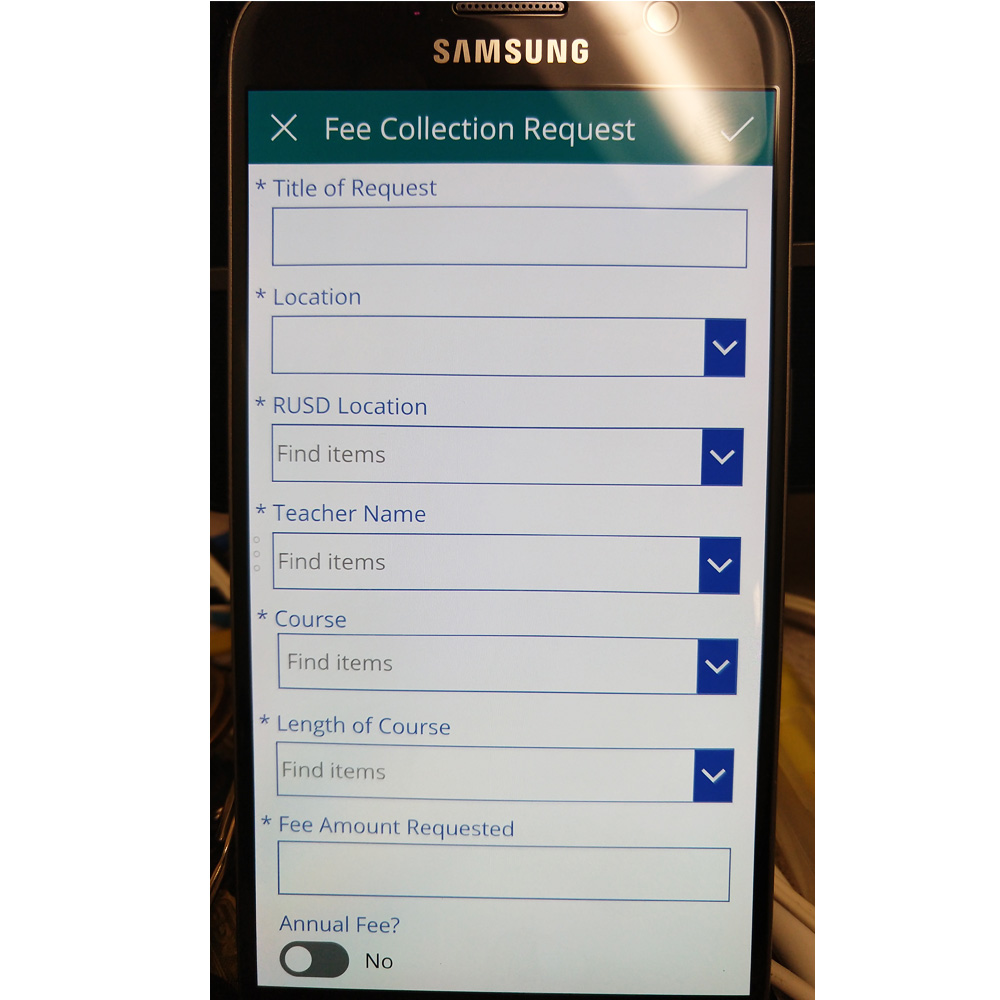 SAMSUNG
Fee Collection Request
* Title of Request
* Location
* RUSD Location
Find items
* Teacher Name
Find items
* Course
Find items
* Length of Course
Find items
* Fee Amount Requested
Annual Fee?
No